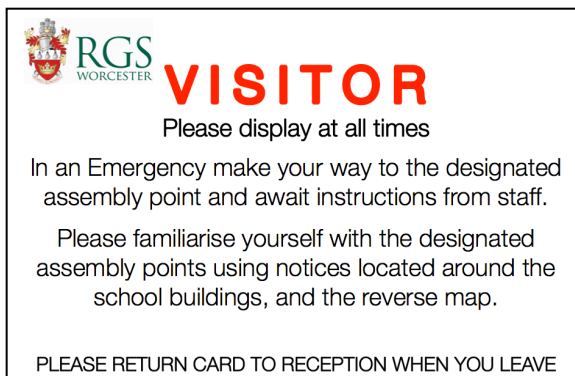 RGS
WORCESTER
VISITOR
Please display at all times
In an Emergency make your way to the designated
assembly point and await instructions from staff.
Please familiarise yourself with the designated
assembly points using notices located around the
school buildings, and the reverse map.
PLEASE RETURN CARD TO RECEPTION WHEN YOU LEAVE